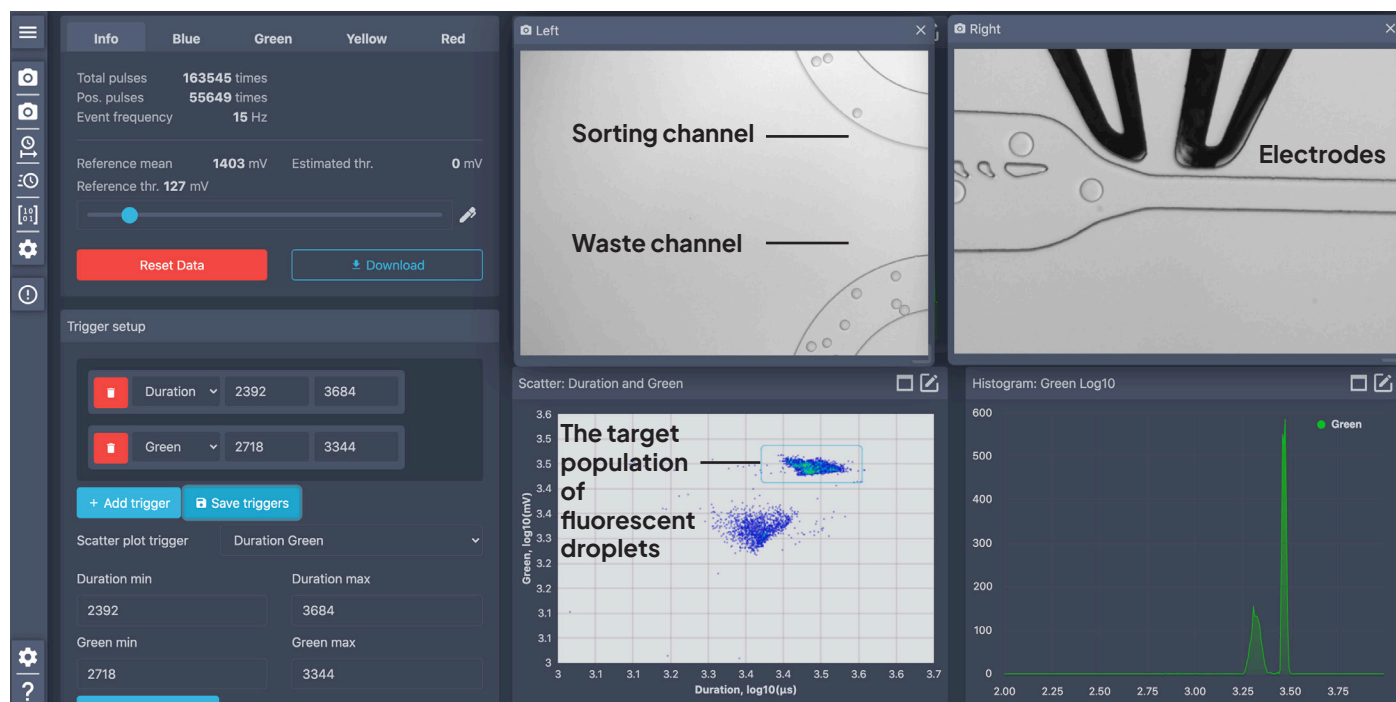 Info Blue Green Yellow Red
Total pulses 163545 times
Pos. pulses 55649 times
Event frequency 15 Hz
Reference mean 1403 mV Estimated thr. 0 mV
Reference thr. 127 mV
Reset Data Download
Trigger setup
Duration 2392 3684
Green 2718 3344
+ Add trigger Save triggers
Scatter plot trigger Duration Green
Duration min Duration max
2392 3684
Green min Green max
2718 3344
Left
Sorting channel
Waste channel
Right
Electrodes
Scatter: Duration and Green
The target
population
of
fluorescent
droplets
Green, log10(mV)
3.6
3.5
3.5
3.4
3.4
3.3
3.2
3.2
3.1
3.1
3
3 3.1 3.1 3.2 3.3 3.4 3.4 3.5 3.6 3.6 3.7
Duration, log10(µs)
Histogram: Green Log10
Green
600
500
400
300
200
100
0
2.00 2.25 2.50 2.75 3.00 3.25 3.50 3.75